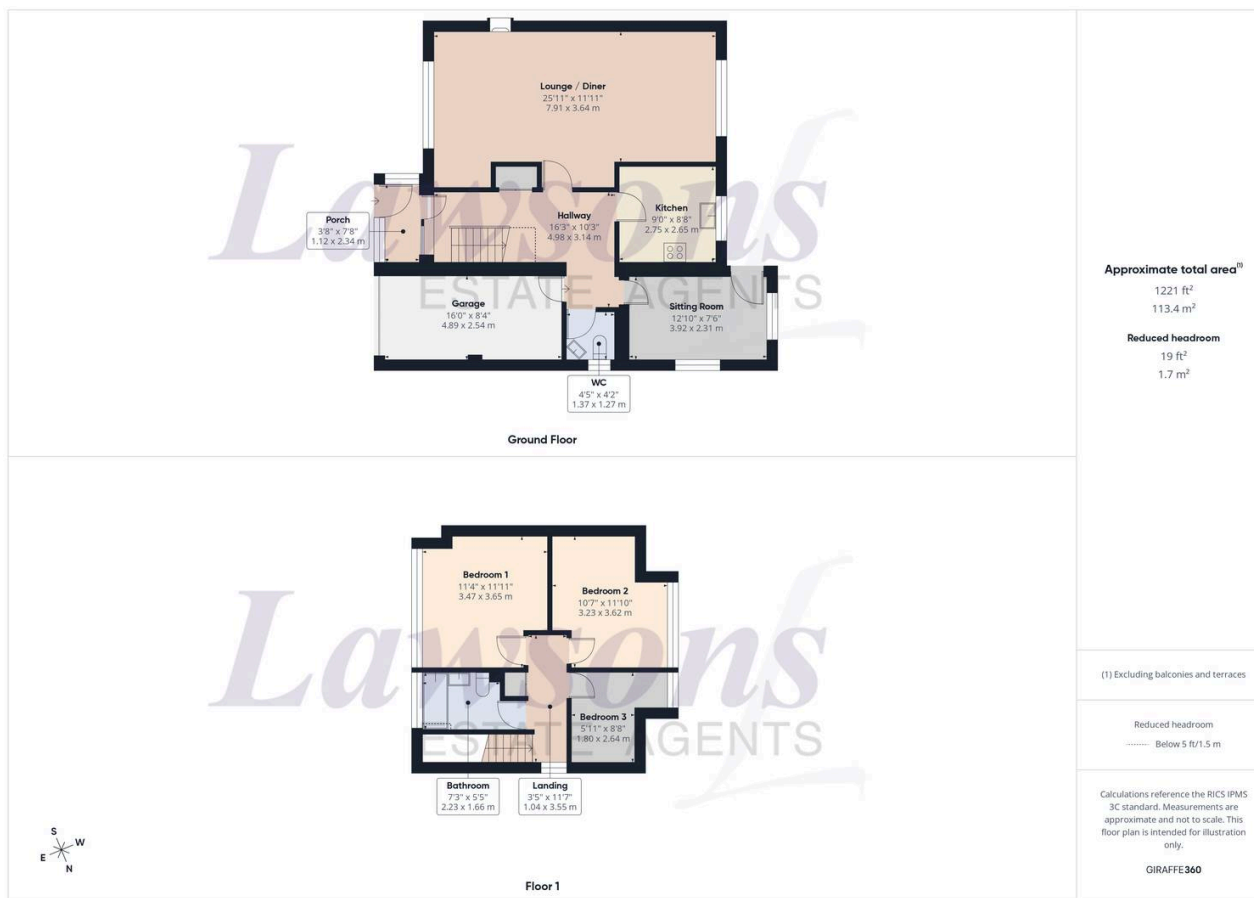 Lounge / Diner
25'11" x 11'11"
7.91 x 3.64 m
Porch
3'8" x 7'8"
1.12 x 2.34 m
Hallway
16'3" x 10'3"
4.98 x 3.14 m
Kitchen
9'0" x 8'8"
2.75 x 2.65 m
Garage
16'0" x 8'4"
4.89 x 2.54 m
Sitting Room
12'10" x 7'6"
3.92 x 2.31 m
WC
4'5" x 4'2"
1.37 x 1.27 m
Lawsons
ESTATE AGENTS
Ground Floor
Bedroom 1
11'4" x 11'11"
3.47 x 3.65 m
Bedroom 2
10'7" x 11'10"
3.23 x 3.62 m
Bedroom 3
5'11" x 8'8"
1.80 x 2.64 m
Bathroom
7'3" x 5'5"
2.23 x 1.66 m
Landing
3'5" x 11'7"
1.04 x 3.55 m
Lawsons
ESTATE AGENTS
S
W
E
N
Floor 1
Approximate total area(1)
1221 ft²
113.4 m²
Reduced headroom
19 ft²
1.7 m²
(1) Excluding balconies and terraces
Reduced headroom
Below 5 ft/1.5 m
Calculations reference the RICS IPMS
3C standard. Measurements are
approximate and not to scale. This
floor plan is intended for illustration
only.
GIRAFFE360